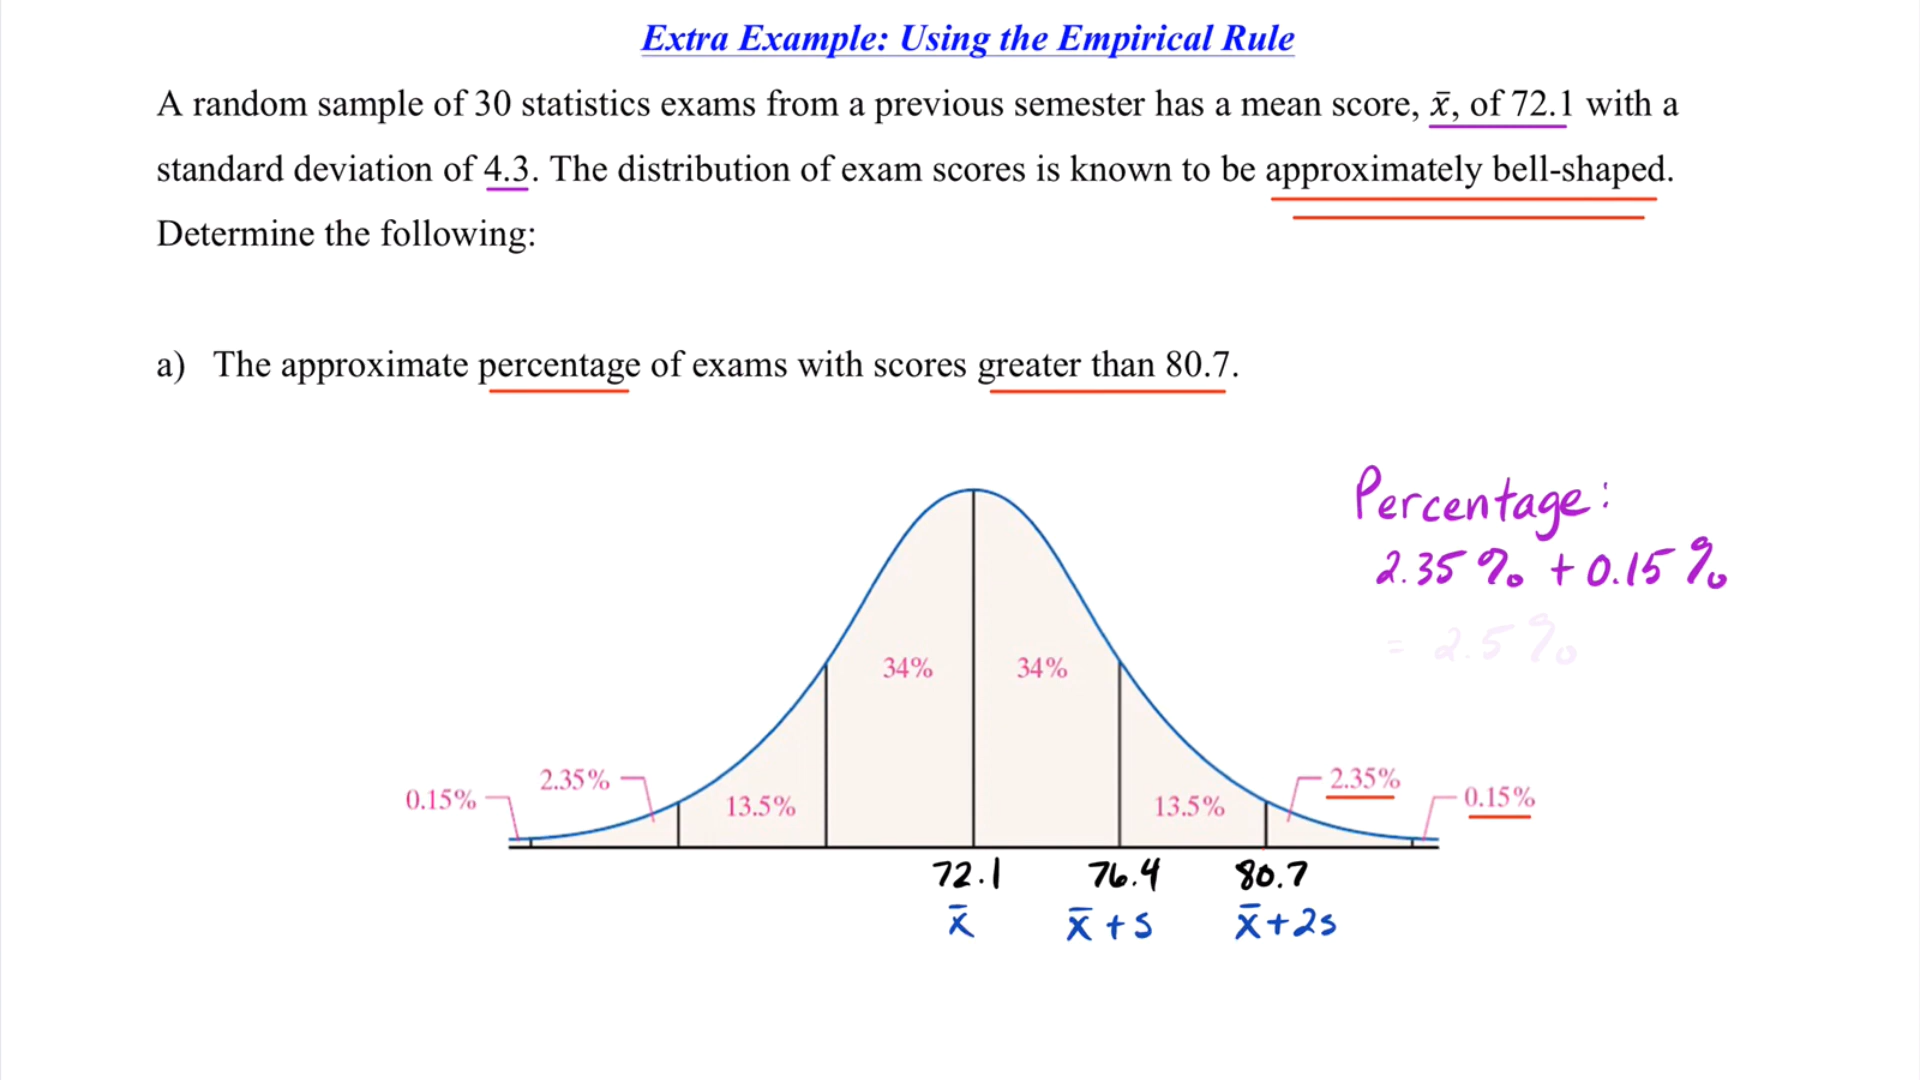 Extra Example: Using the Empirical Rule
A random sample of 30 statistics exams from a previous semester has a mean score, x̄, of 72.1 with a
standard deviation of 4.3. The distribution of exam scores is known to be approximately bell-shaped.
Determine the following:
a) The approximate percentage of exams with scores greater than 80.7.
Percentage:
2.35% + 0.15%
= 2.5%
34% 34%
0.15% 2.35% 13.5% 13.5% 2.35% 0.15%
72.1 76.4 80.7
x̄ x̄ + s x̄ + 2s